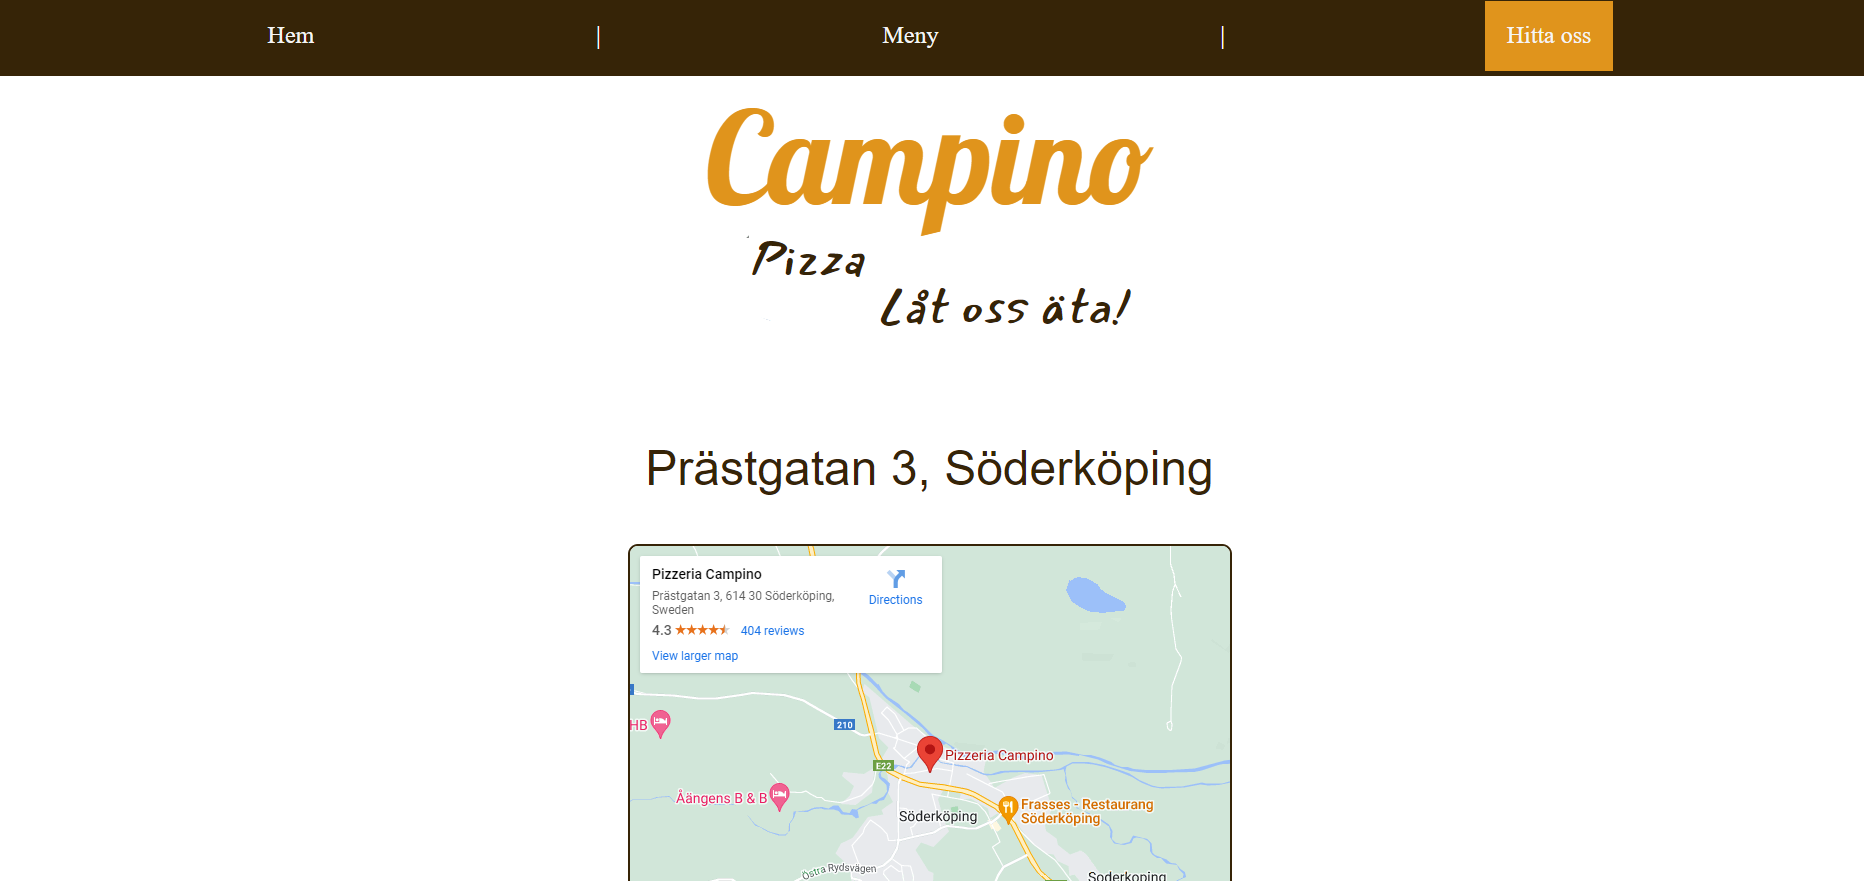 Hem | Meny | Hitta oss
Campino
Pizza
Låt oss äta!
Prästgatan 3, Söderköping
Pizzeria Campino
Prästgatan 3, 614 30 Söderköping,
Sweden
Directions
4.3 404 reviews
View larger map
210
HB
Pizzeria Campino
E22
Åängens B & B
Frasses - Restaurang
Söderköping
Söderköping
Östra Rydsvägen
Soderkoping